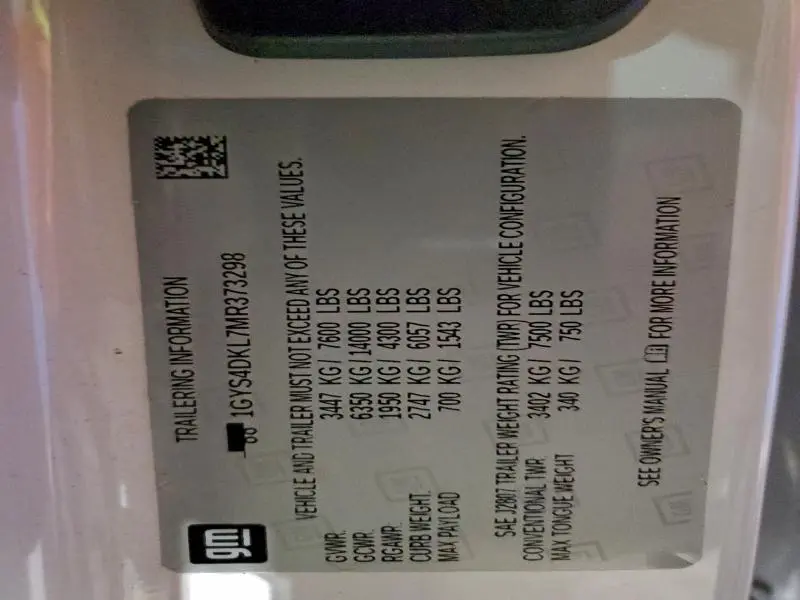 gm
TRAILERING INFORMATION
1GYS4DKL7MR373298
VEHICLE AND TRAILER MUST NOT EXCEED ANY OF THESE VALUES.
GVWR. 3447 KG / 7600 LBS
GCWR. 6350 KG / 14000 LBS
RGAWR. 1950 KG / 4300 LBS
CURB WEIGHT. 2747 KG / 6057 LBS
MAX PAYLOAD 700 KG / 1543 LBS
SAE J2807 TRAILER WEIGHT RATING (TWR) FOR VEHICLE CONFIGURATION.
CONVENTIONAL TWR. 3402 KG / 7500 LBS
MAX TONGUE WEIGHT 340 KG / 750 LBS
SEE OWNER'S MANUAL FOR MORE INFORMATION